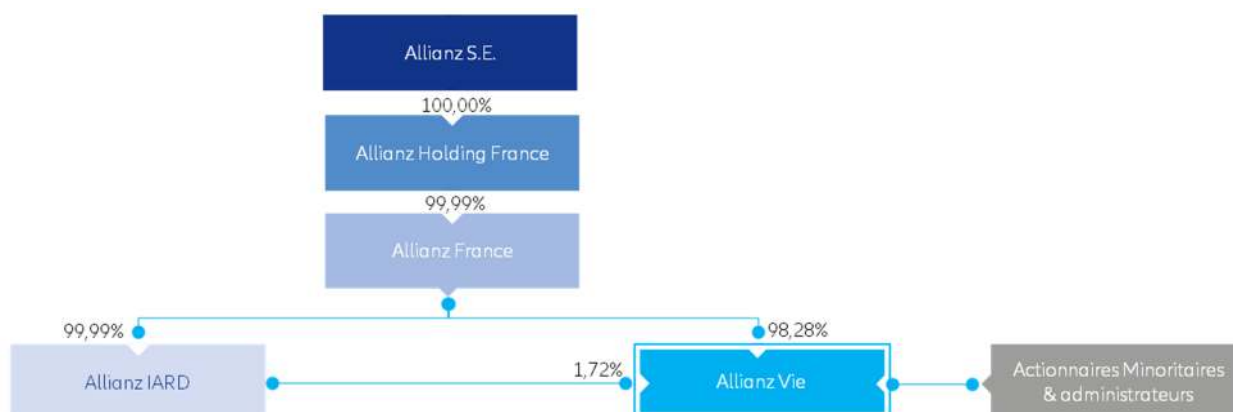 Allianz S.E.
100,00%
Allianz Holding France
99,99%
Allianz France
99,99%
98,28%
Allianz IARD
1,72%
Allianz Vie
Actionnaires Minoritaires
& administrateurs